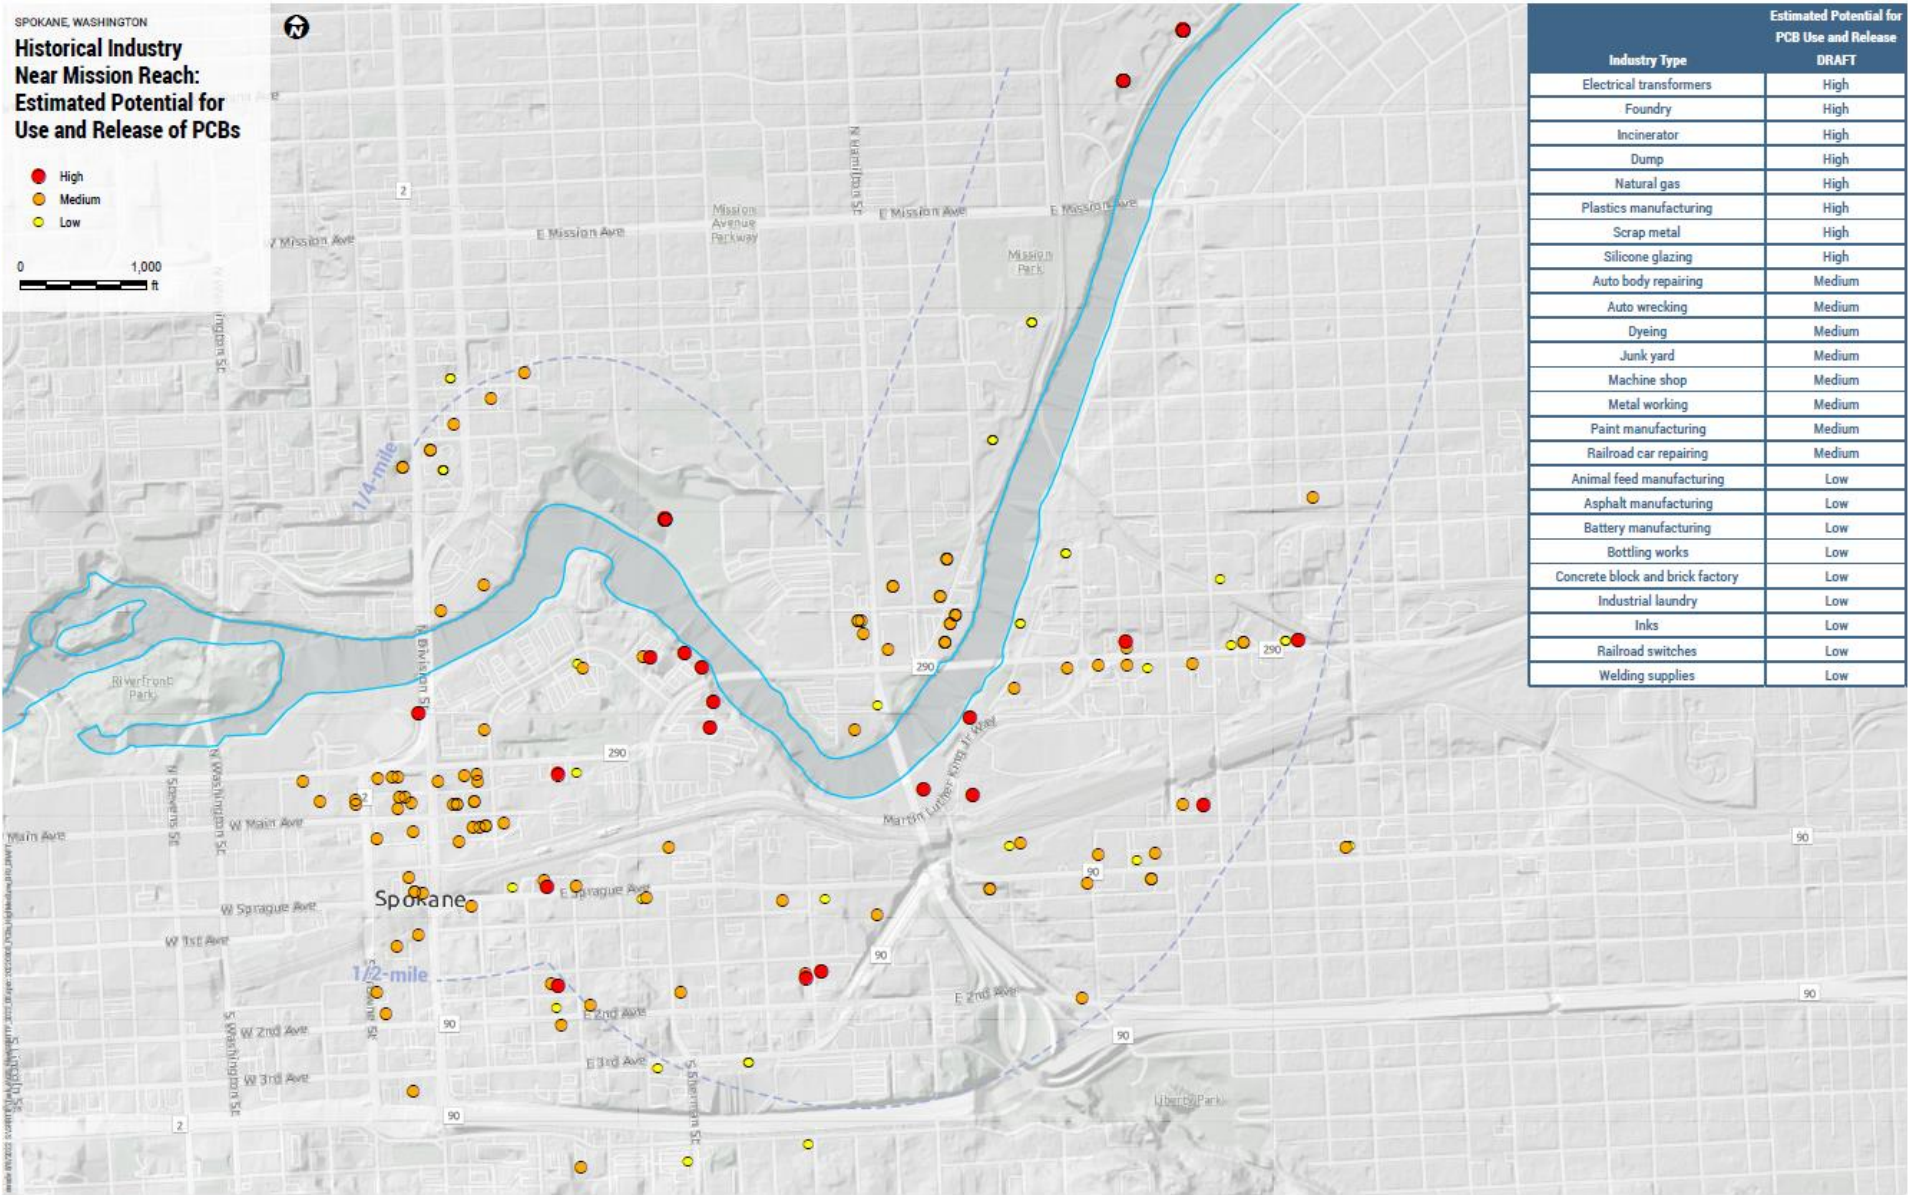 SPOKANE, WASHINGTON
Historical Industry
Near Mission Reach:
Estimated Potential for
Use and Release of PCBs
N
High
Medium
Low
0 1,000
ft
Estimated Potential for
PCB Use and Release
Industry Type DRAFT
Electrical transformers High
Foundry High
Incinerator High
Dump High
Natural gas High
Plastics manufacturing High
Scrap metal High
Silicone glazing High
Auto body repairing Medium
Auto wrecking Medium
Dyeing Medium
Junk yard Medium
Machine shop Medium
Metal working Medium
Paint manufacturing Medium
Railroad car repairing Medium
Animal feed manufacturing Low
Asphalt manufacturing Low
Battery manufacturing Low
Bottling works Low
Concrete block and brick factory Low
Industrial laundry Low
Inks Low
Railroad switches Low
Welding supplies Low
2
N Hamilton St
W Mission Ave
E Mission Ave
Mission
Avenue
Parkway
E Mission Ave
E Mission Ave
Mission
Park
1/4-mile
Riverfront
Park
N Division St
290
290
290
N Stevens St
N Washington St
2
Main Ave
W Main Ave
Martin Luther King Jr Way
90
90
Spokane
E Sprague Ave
W Sprague Ave
W 1st Ave
90
1/2-mile
E 2nd Ave
90
W 2nd Ave
90
E 2nd Ave
90
S Washington St
W 3rd Ave
E 3rd Ave
S Sherman St
90
2
Liberty Park